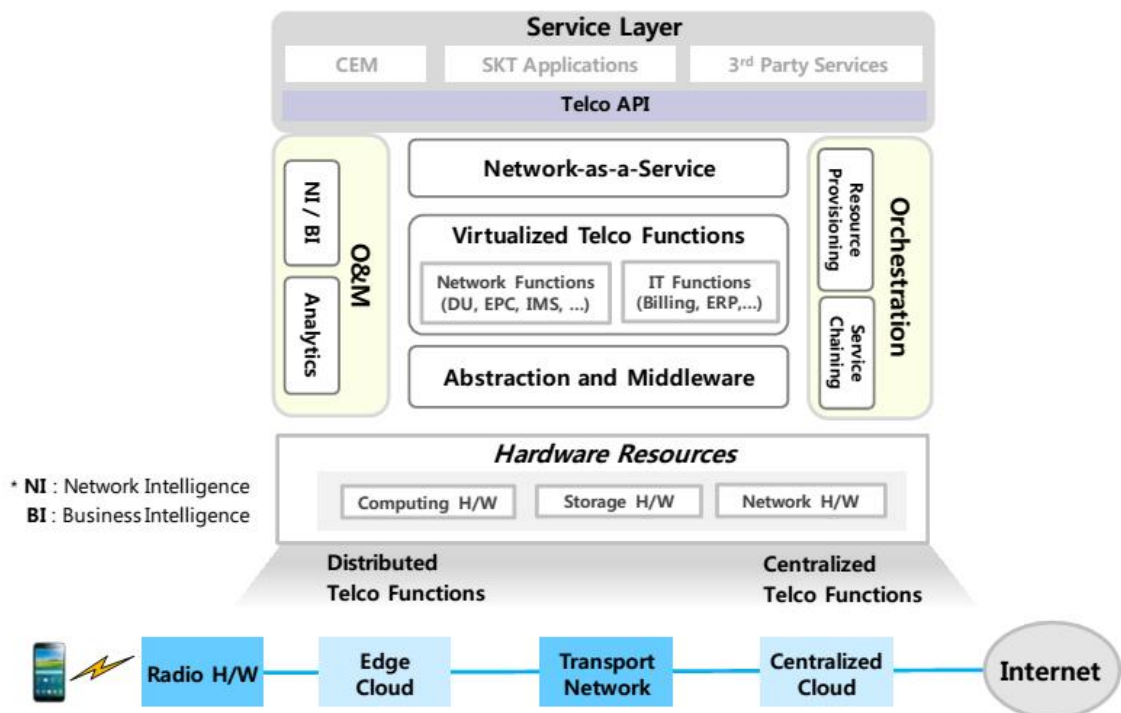 Service Layer
CEM
SKT Applications
3rd Party Services
Telco API
NI / BI
Analytics
O&M
Network-as-a-Service
Virtualized Telco Functions
Network Functions
(DU, EPC, IMS, ...)
IT Functions
(Billing, ERP,...)
Abstraction and Middleware
Resource
Provisioning
Service
Chaining
Orchestration
Hardware Resources
Computing H/W
Storage H/W
Network H/W
* NI : Network Intelligence
BI : Business Intelligence
Distributed
Telco Functions
Centralized
Telco Functions
Radio H/W
Edge
Cloud
Transport
Network
Centralized
Cloud
Internet